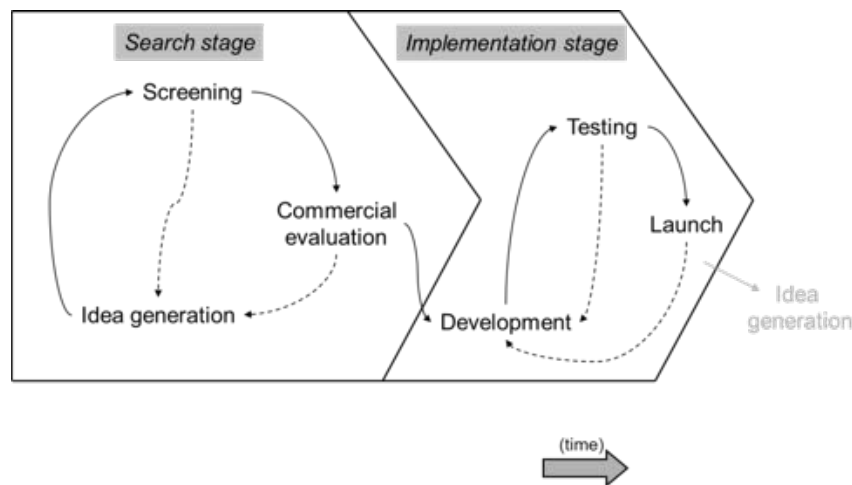 Search stage
Implementation stage
Screening
Testing
Commercial
evaluation
Launch
Idea generation
Development
Idea
generation
(time)